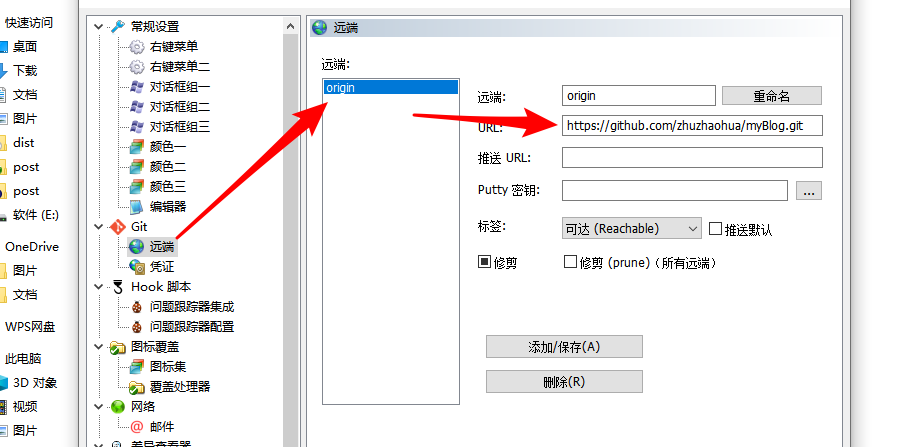 快速访问
桌面
下载
文档
图片
dist
post
post
软件 (E:)
OneDrive
图片
文档
WPS网盘
此电脑
3D 对象
视频
图片
常规设置
右键菜单
右键菜单二
对话框组一
对话框组二
对话框组三
颜色一
颜色二
颜色三
编辑器
Git
远端
凭证
Hook 脚本
问题跟踪器集成
问题跟踪器配置
图标覆盖
图标集
覆盖处理器
网络
邮件
差异查看器
远端
远端:
origin
远端: origin 重命名
URL: https://github.com/zhuzhaohua/myBlog.git
推送 URL:
Putty 密钥: ...
标签: 可达 (Reachable) 推送默认
修剪 修剪 (prune)（所有远端）
添加/保存(A)
删除(R)